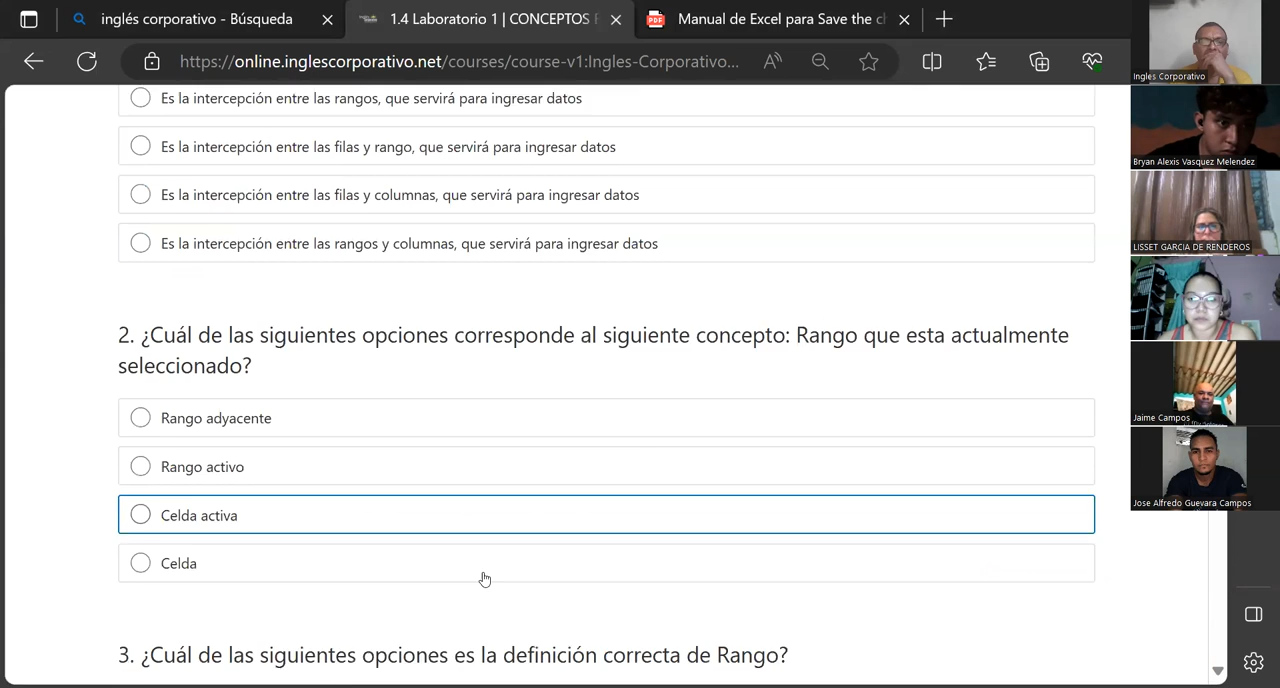 inglés corporativo - Búsqueda
1.4 Laboratorio 1 | CONCEPTOS
Manual de Excel para Save the ch
https://online.inglescorporativo.net/courses/course-v1:Ingles-Corporativo...
Es la intercepción entre las rangos, que servirá para ingresar datos
Es la intercepción entre las filas y rango, que servirá para ingresar datos
Es la intercepción entre las filas y columnas, que servirá para ingresar datos
Es la intercepción entre las rangos y columnas, que servirá para ingresar datos
2. ¿Cuál de las siguientes opciones corresponde al siguiente concepto: Rango que esta actualmente
seleccionado?
Rango adyacente
Rango activo
Celda activa
Celda
3. ¿Cuál de las siguientes opciones es la definición correcta de Rango?
Ingles Corporativo
Bryan Alexis Vasquez Melendez
LISSET GARCIA DE RENDEROS
Jaime Campos
Jose Alfredo Guevara Campos